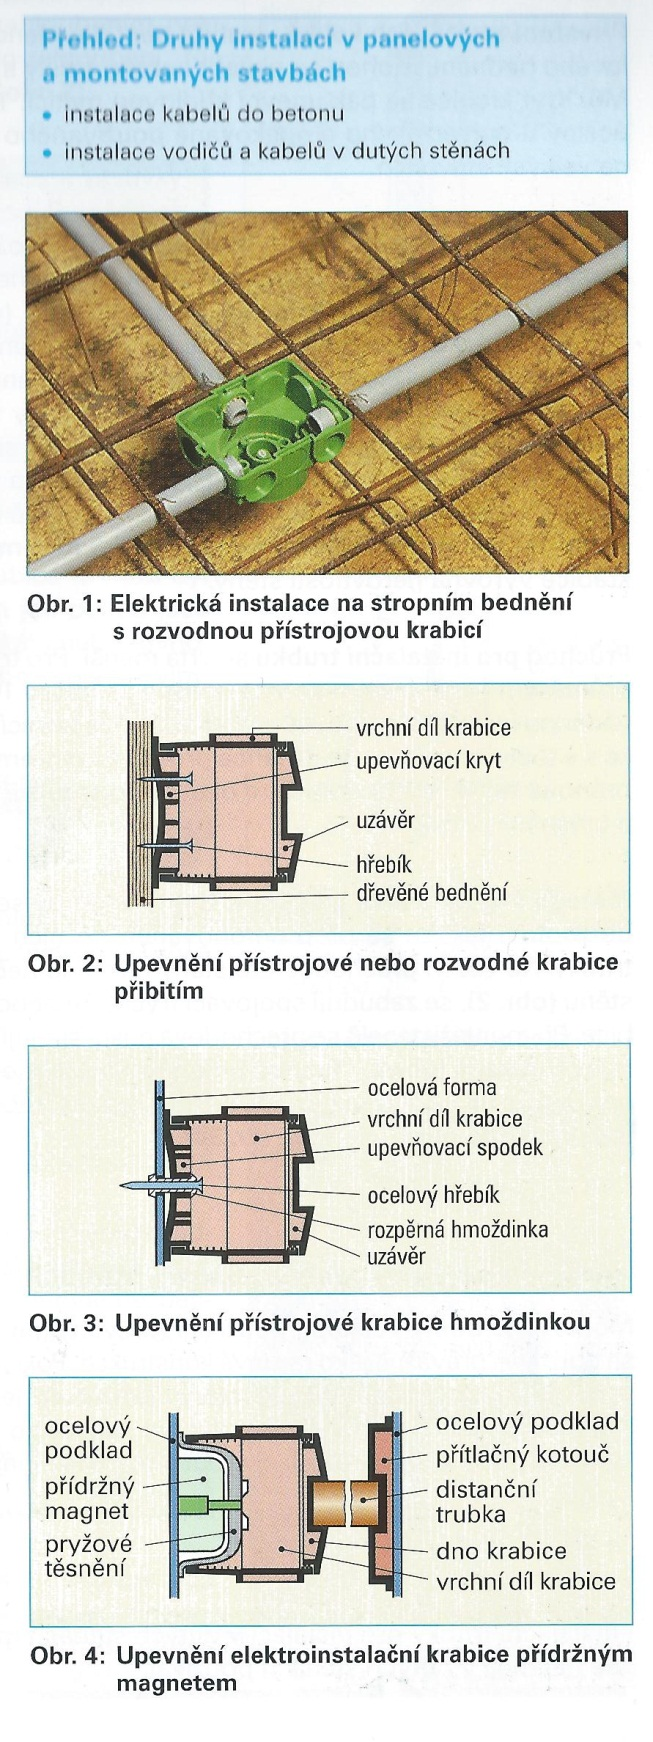 Přehled: Druhy instalací v panelových
a montovaných stavbách
• instalace kabelů do betonu
• instalace vodičů a kabelů v dutých stěnách
Obr. 1: Elektrická instalace na stropním bednění
s rozvodnou přístrojovou krabicí
vrchní díl krabice
upevňovací kryt
uzávěr
hřebík
dřevěné bednění
Obr. 2: Upevnění přístrojové nebo rozvodné krabice
přibitím
ocelová forma
vrchní díl krabice
upevňovací spodek
ocelový hřebík
rozpěrná hmoždinka
uzávěr
Obr. 3: Upevnění přístrojové krabice hmoždinkou
ocelový
podklad
přídržný
magnet
pryžové
těsnění
ocelový podklad
přítlačný kotouč
distanční
trubka
dno krabice
vrchní díl krabice
Obr. 4: Upevnění elektroinstalační krabice přídržným
magnetem